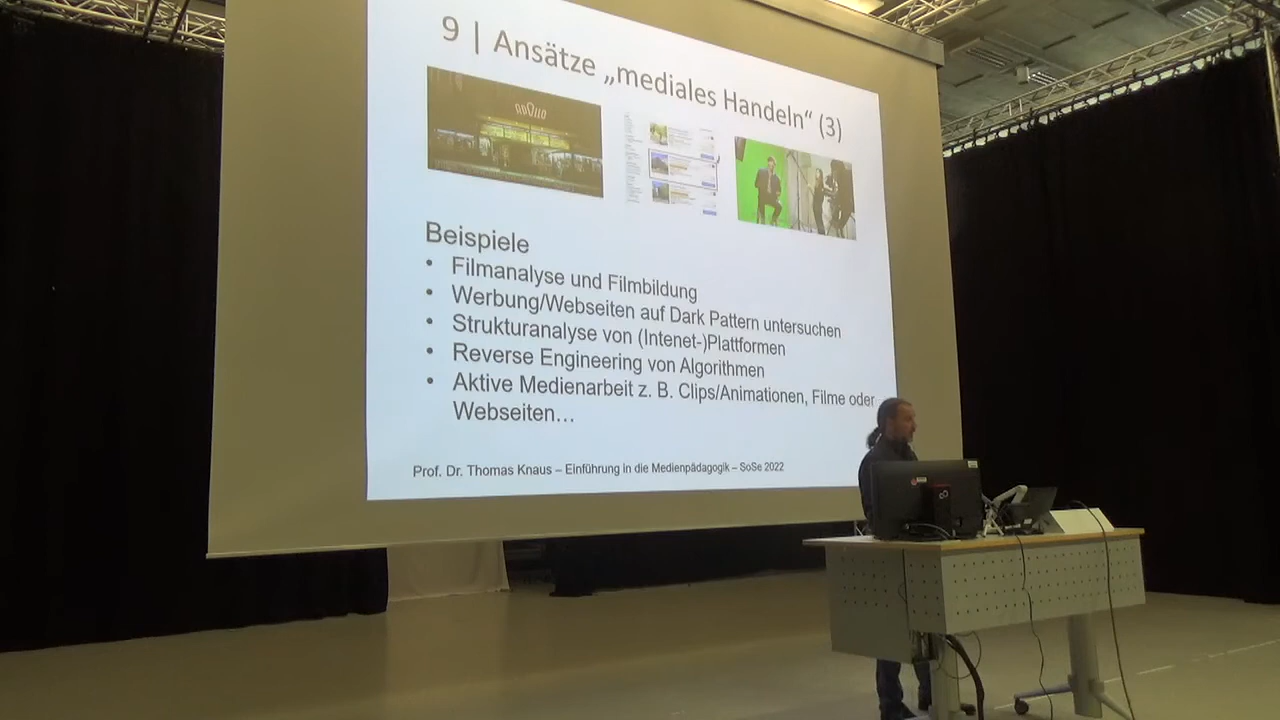 9 | Ansätze „mediales Handeln“ (3)
apollo
Beispiele
• Filmanalyse und Filmbildung
• Werbung/Webseiten auf Dark Pattern untersuchen
• Strukturanalyse von (Intenet-)Plattformen
• Reverse Engineering von Algorithmen
• Aktive Medienarbeit z. B. Clips/Animationen, Filme oder
Webseiten…
Prof. Dr. Thomas Knaus – Einführung in die Medienpädagogik – SoSe 2022